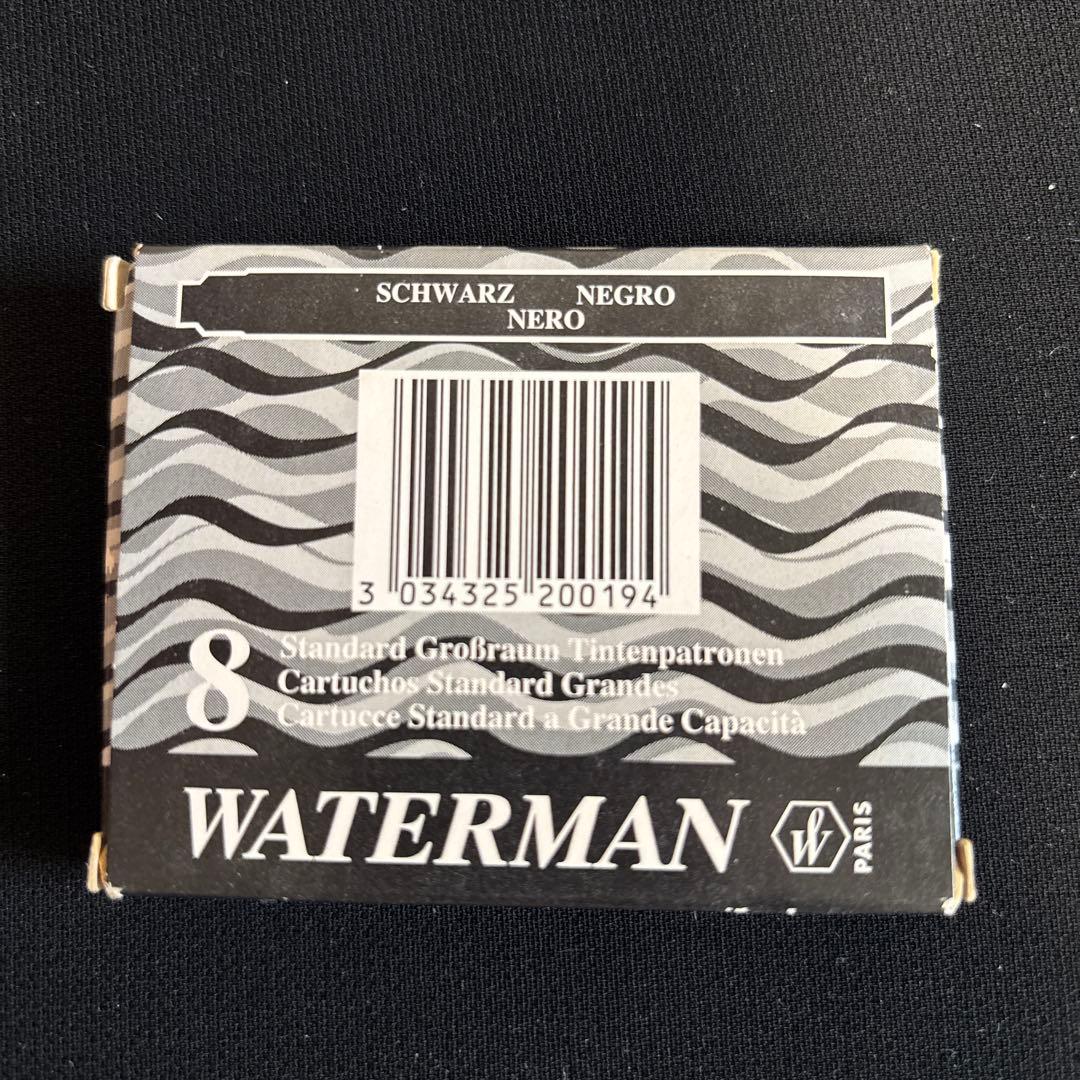 SCHWARZ NEGRO
NERO
3 034325 200194
8
Standard Großraum Tintenpatronen
Cartuchos Standard Grandes
Cartucce Standard a Grande Capacità
WATERMAN
W
PARIS